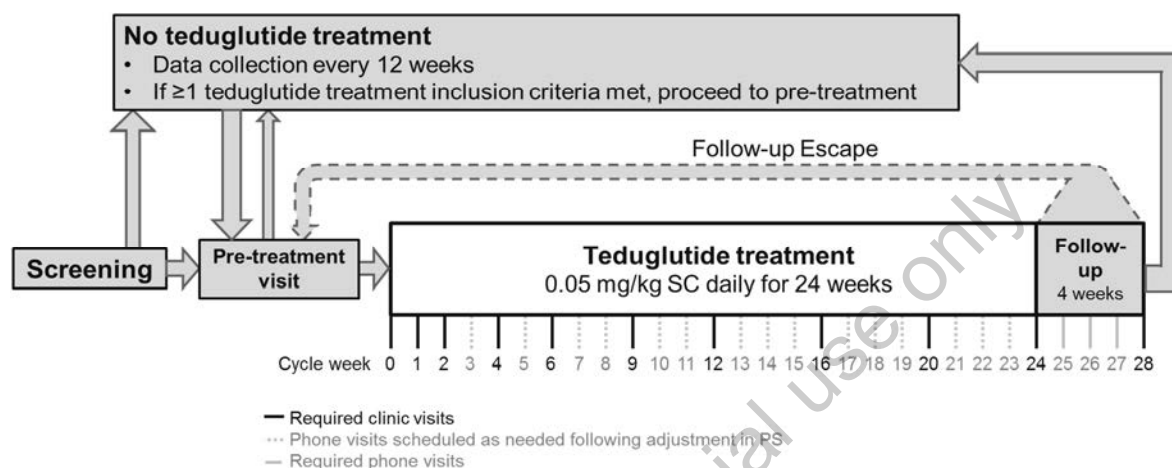 No teduglutide treatment
• Data collection every 12 weeks
• If ≥1 teduglutide treatment inclusion criteria met, proceed to pre-treatment
Follow-up Escape
Screening
Pre-treatment
visit
Teduglutide treatment
0.05 mg/kg SC daily for 24 weeks
Follow-
up
4 weeks
Cycle week 0 1 2 3 4 5 6 7 8 9 10 11 12 13 14 15 16 17 18 19 20 21 22 23 24 25 26 27 28
Required clinic visits
Phone visits scheduled as needed following adjustment in PS
Required phone visits
ial use only